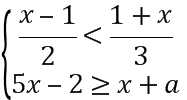 { (x − 1)/2 < (1 + x)/3
5x − 2 ≥ x + a